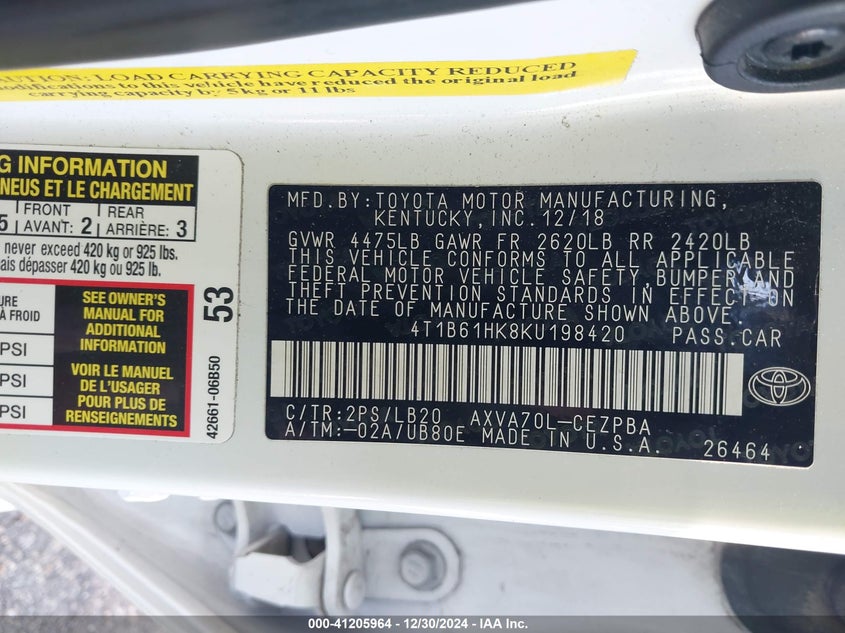 CAUTION: LOAD CARRYING CAPACITY REDUCED
modifications to this vehicle have reduced the original load
carrying capacity by 5kg or 11 lbs
G INFORMATION
NEUS ET LE CHARGEMENT
5 FRONT AVANT: 2 REAR ARRIÈRE: 3
never exceed 420 kg or 925 lbs.
ais dépasser 420 kg ou 925 lb.
URE
À FROID
PSI
PSI
PSI
SEE OWNER'S
MANUAL FOR
ADDITIONAL
INFORMATION
VOIR LE MANUEL
DE L'USAGER
POUR PLUS DE
RENSEIGNEMENTS
53
42661-06B50
MFD.BY:TOYOTA MOTOR MANUFACTURING,
KENTUCKY,INC.12/18
GVWR 4475LB GAWR FR 2620LB RR 2420LB
THIS VEHICLE CONFORMS TO ALL APPLICABLE
FEDERAL MOTOR VEHICLE SAFETY,BUMPER,AND
THEFT PREVENTION STANDARDS IN EFFECT ON
THE DATE OF MANUFACTURE SHOWN ABOVE.
4T1B61HK8KU198420 PASS.CAR
C/TR:2PS/LB20 AXVA70L-CEZPBA
A/TM:-02A/UB80E MADE IN U.S.A. 26464
000-41205964 - 12/30/2024 - IAA Inc.